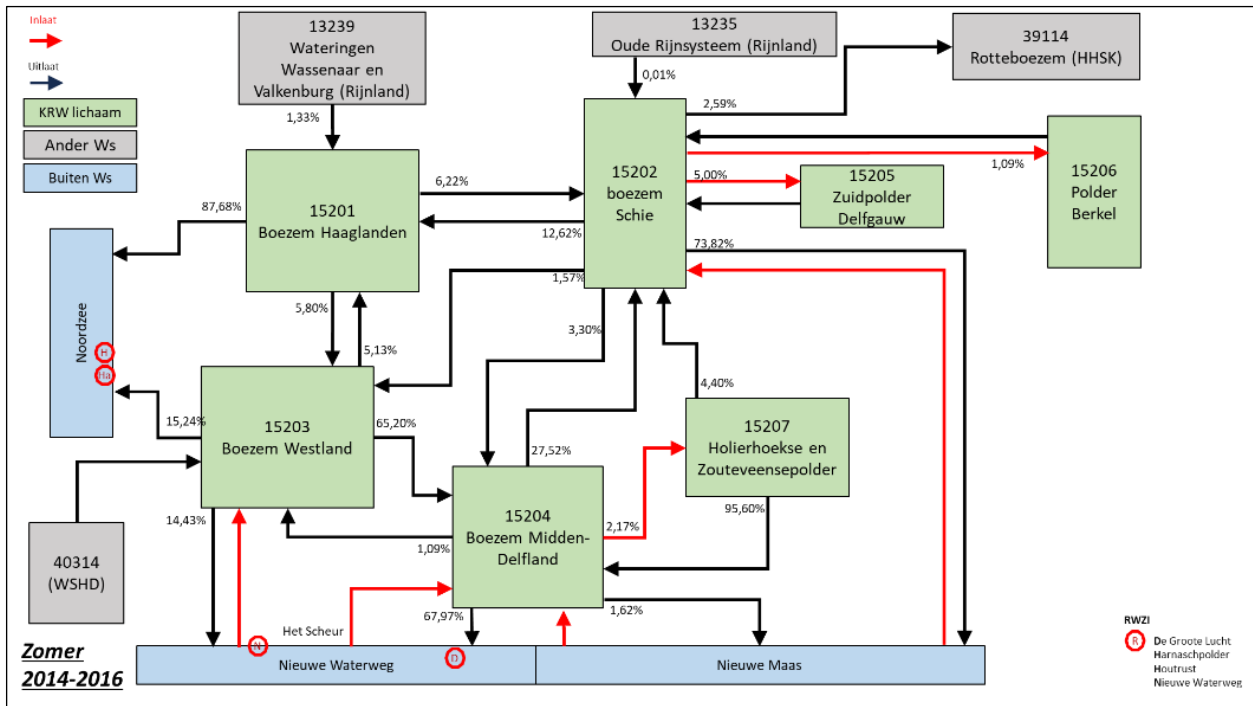 Inlaat
Uitlaat
KRW lichaam
Ander Ws
Buiten Ws
13239
Wateringen
Wassenaar en
Valkenburg (Rijnland)
1,33%
13235
Oude Rijnsysteem (Rijnland)
0,01%
39114
Rotteboezem (HHSK)
2,59%
15201
Boezem Haaglanden
87,68%
6,22%
12,62%
5,80%
5,13%
15202
boezem
Schie
1,09%
5,00%
73,82%
1,57%
3,30%
15205
Zuidpolder
Delfgauw
15206
Polder
Berkel
Noordzee
H
Ha
15203
Boezem Westland
15,24%
65,20%
14,43%
15204
Boezem Midden-
Delfland
27,52%
2,17%
1,09%
67,97%
1,62%
15207
Holierhoekse en
Zouteveensepolder
4,40%
95,60%
40314
(WSHD)
Het Scheur
N
D
Nieuwe Waterweg
Nieuwe Maas
Zomer
2014-2016
RWZI
R
De Groote Lucht
Harnaschpolder
Houtrust
Nieuwe Waterweg